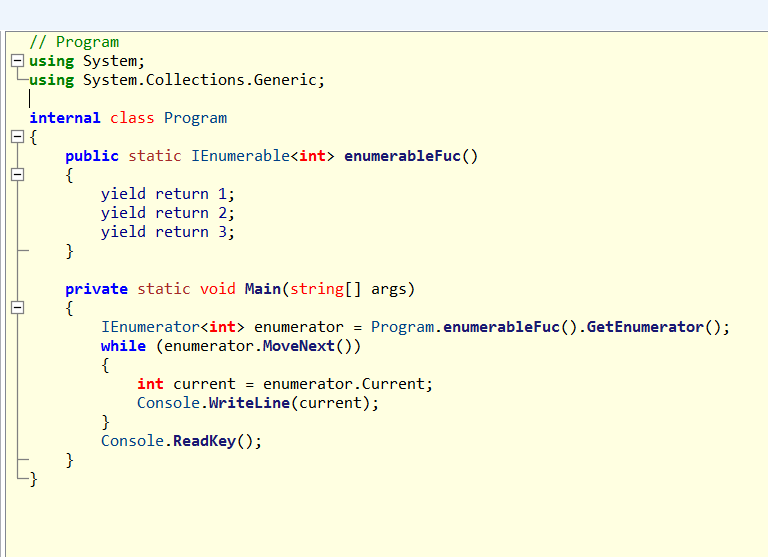 // Program
using System;
using System.Collections.Generic;
internal class Program
{
public static IEnumerable<int> enumerableFuc()
{
yield return 1;
yield return 2;
yield return 3;
}
private static void Main(string[] args)
{
IEnumerator<int> enumerator = Program.enumerableFuc().GetEnumerator();
while (enumerator.MoveNext())
{
int current = enumerator.Current;
Console.WriteLine(current);
}
Console.ReadKey();
}
}